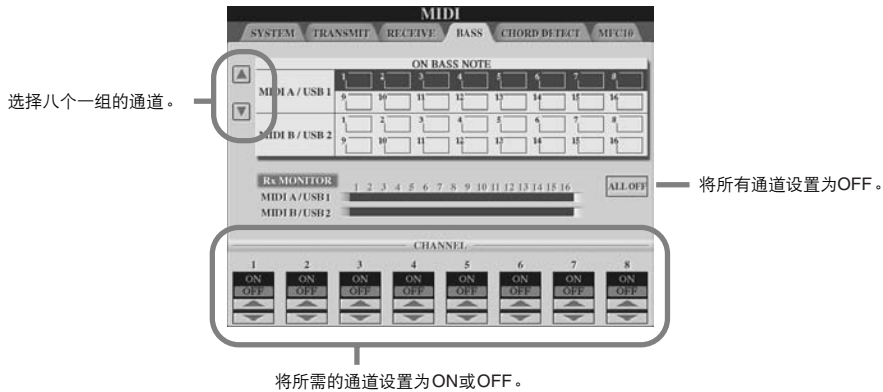 MIDI
SYSTEM TRANSMIT RECEIVE BASS CHORD DETECT MFC10
ON BASS NOTE
选择八个一组的通道。
MIDI A / USB 1
1 2 3 4 5 6 7 8
9 10 11 12 13 14 15 16
MIDI B / USB 2
1 2 3 4 5 6 7 8
9 10 11 12 13 14 15 16
Rx MONITOR
1 2 3 4 5 6 7 8 9 10 11 12 13 14 15 16
MIDI A / USB 1
MIDI B / USB 2
ALL OFF
将所有通道设置为OFF。
CHANNEL
1 2 3 4 5 6 7 8
ON ON ON ON ON ON ON ON
OFF OFF OFF OFF OFF OFF OFF OFF
将所需的通道设置为ON或OFF。